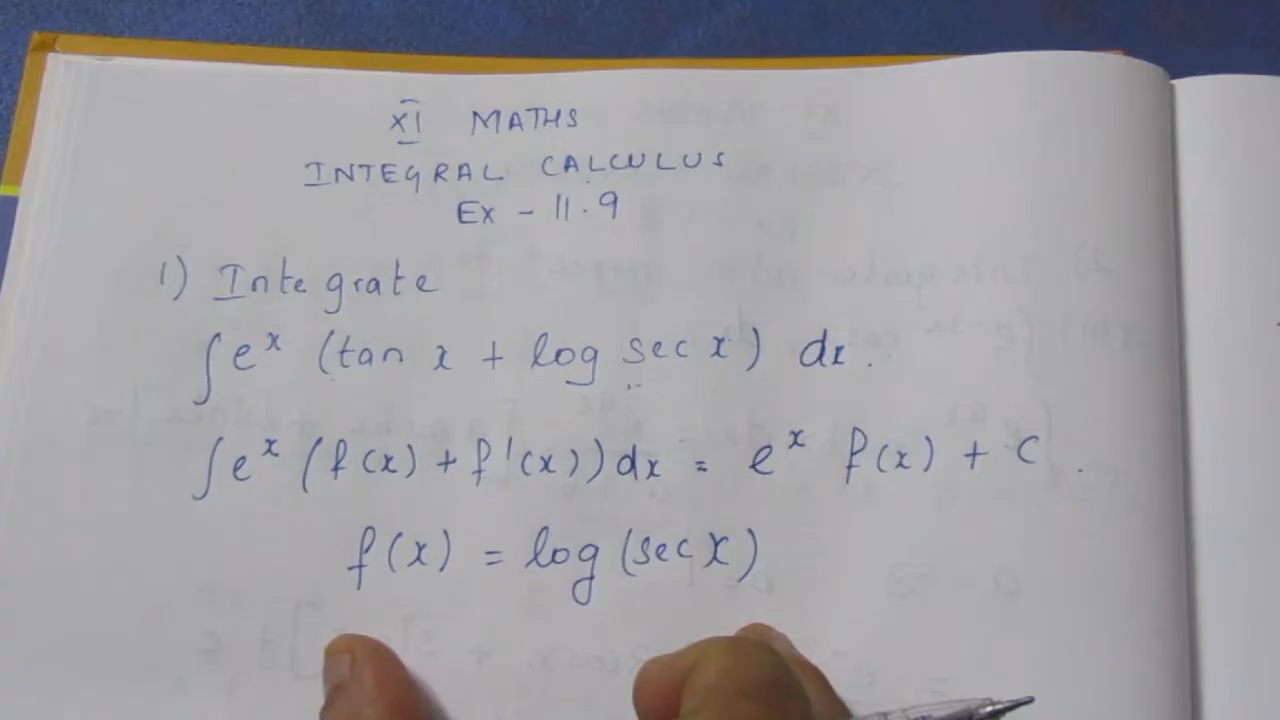 XI MATHS
INTEGRAL CALCULUS
Ex - 11.9
1) Integrate
∫e^x (tan x + log sec x) dx.
∫e^x (f(x) + f'(x)) dx = e^x f(x) + c.
f(x) = log (sec x)